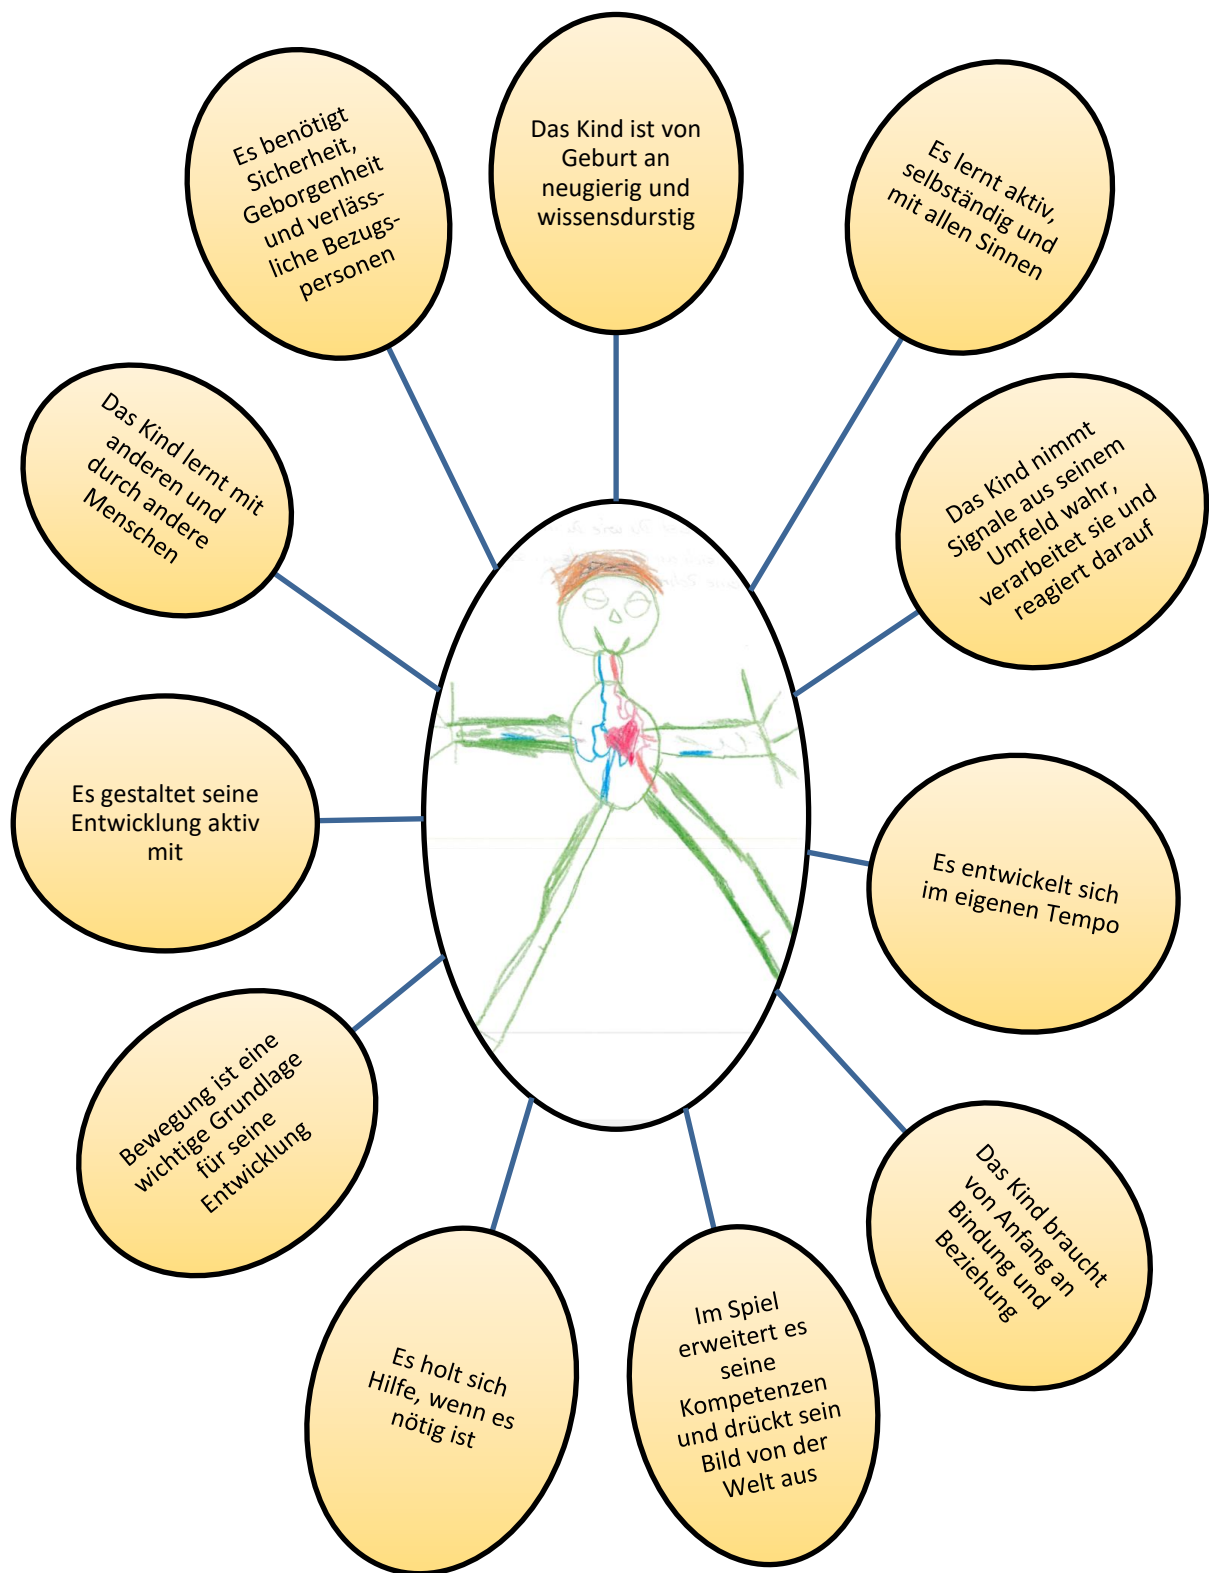 Das Kind ist von
Geburt an
neugierig und
wissensdurstig
Es lernt aktiv,
selbständig und
mit allen Sinnen
Das Kind nimmt
Signale aus seinem
Umfeld wahr,
verarbeitet sie und
reagiert darauf
Es entwickelt sich
im eigenen Tempo
Das Kind braucht
von Anfang an
Bindung und
Beziehung
Im Spiel
erweitert es
seine
Kompetenzen
und drückt sein
Bild von der
Welt aus
Es holt sich
Hilfe, wenn es
nötig ist
Bewegung ist eine
wichtige Grundlage
für seine
Entwicklung
Es gestaltet seine
Entwicklung aktiv
mit
Das Kind lernt mit
anderen und
durch andere
Menschen
Es benötigt
Sicherheit,
Geborgenheit
und verläss-
liche Bezugs-
personen